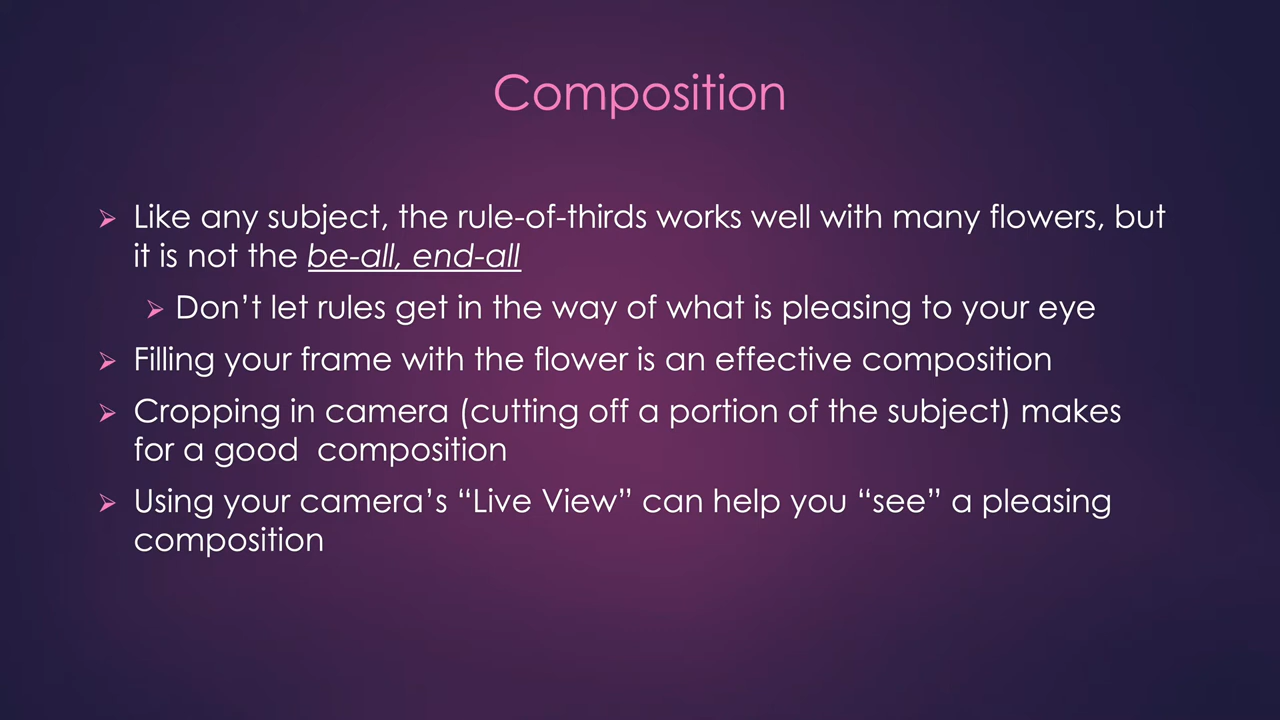 Composition
Like any subject, the rule-of-thirds works well with many flowers, but
it is not the be-all, end-all
Don’t let rules get in the way of what is pleasing to your eye
Filling your frame with the flower is an effective composition
Cropping in camera (cutting off a portion of the subject) makes
for a good  composition
Using your camera’s “Live View” can help you “see” a pleasing
composition